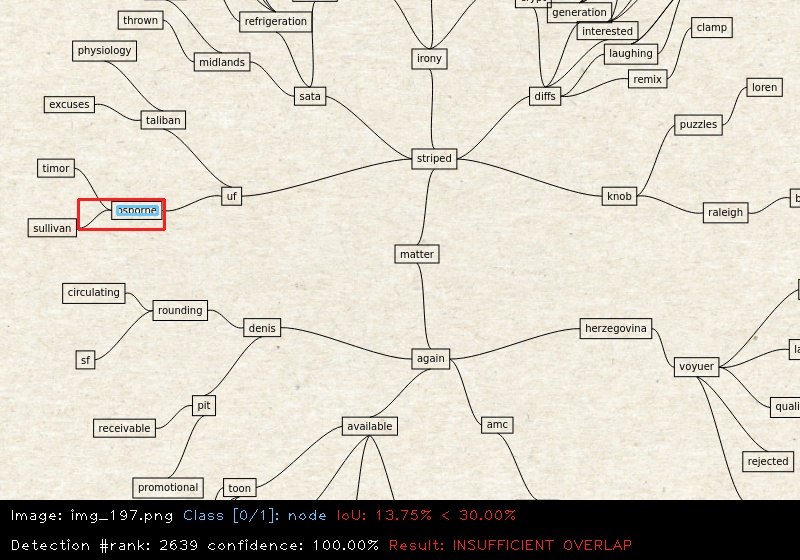 generation
thrown
refrigeration
clamp
interested
physiology
irony
laughing
midlands
remix
loren
excuses
sata
diffs
taliban
puzzles
striped
timor
uf
knob
osborne
raleigh
sullivan
matter
circulating
rounding
denis
herzegovina
sf
again
voyuer
pit
quali
receivable
available
amc
rejected
promotional
toon
Image: img_197.png Class [0/1]: node IoU: 13.75% < 30.00%
Detection #rank: 2639 confidence: 100.00% Result: INSUFFICIENT OVERLAP